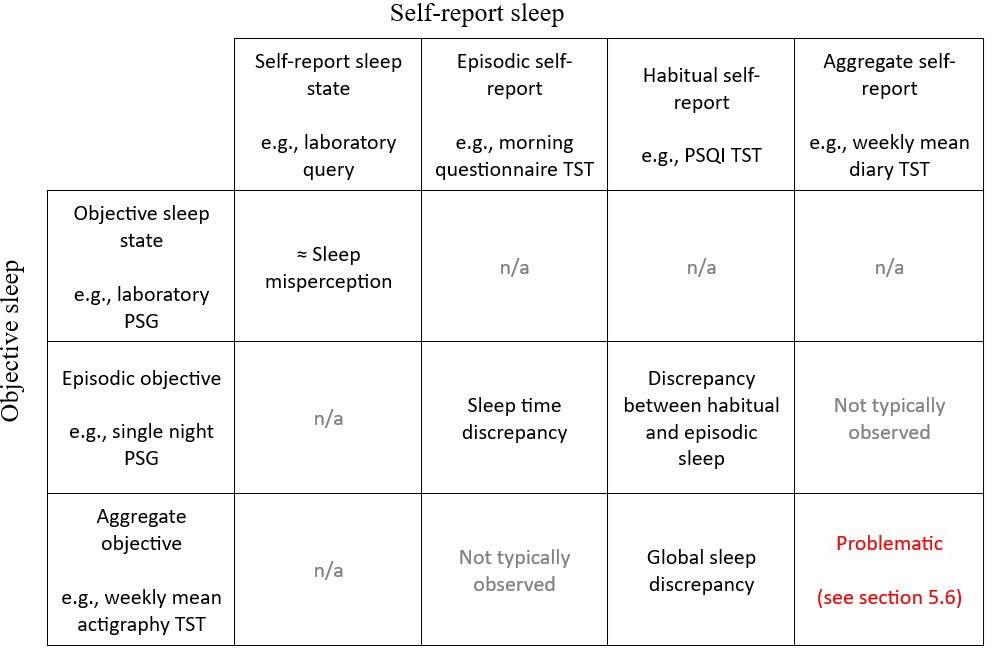 Self-report sleep
Self-report sleep
state
e.g., laboratory
query
Episodic self-
report
e.g., morning
questionnaire TST
Habitual self-
report
e.g., PSQI TST
Aggregate self-
report
e.g., weekly mean
diary TST
Objective sleep
Objective sleep
state
e.g., laboratory
PSG
≈ Sleep
misperception
n/a
n/a
n/a
Episodic objective
e.g., single night
PSG
n/a
Sleep time
discrepancy
Discrepancy
between habitual
and episodic
sleep
Not typically
observed
Aggregate
objective
e.g., weekly mean
actigraphy TST
n/a
Not typically
observed
Global sleep
discrepancy
Problematic
(see section 5.6)